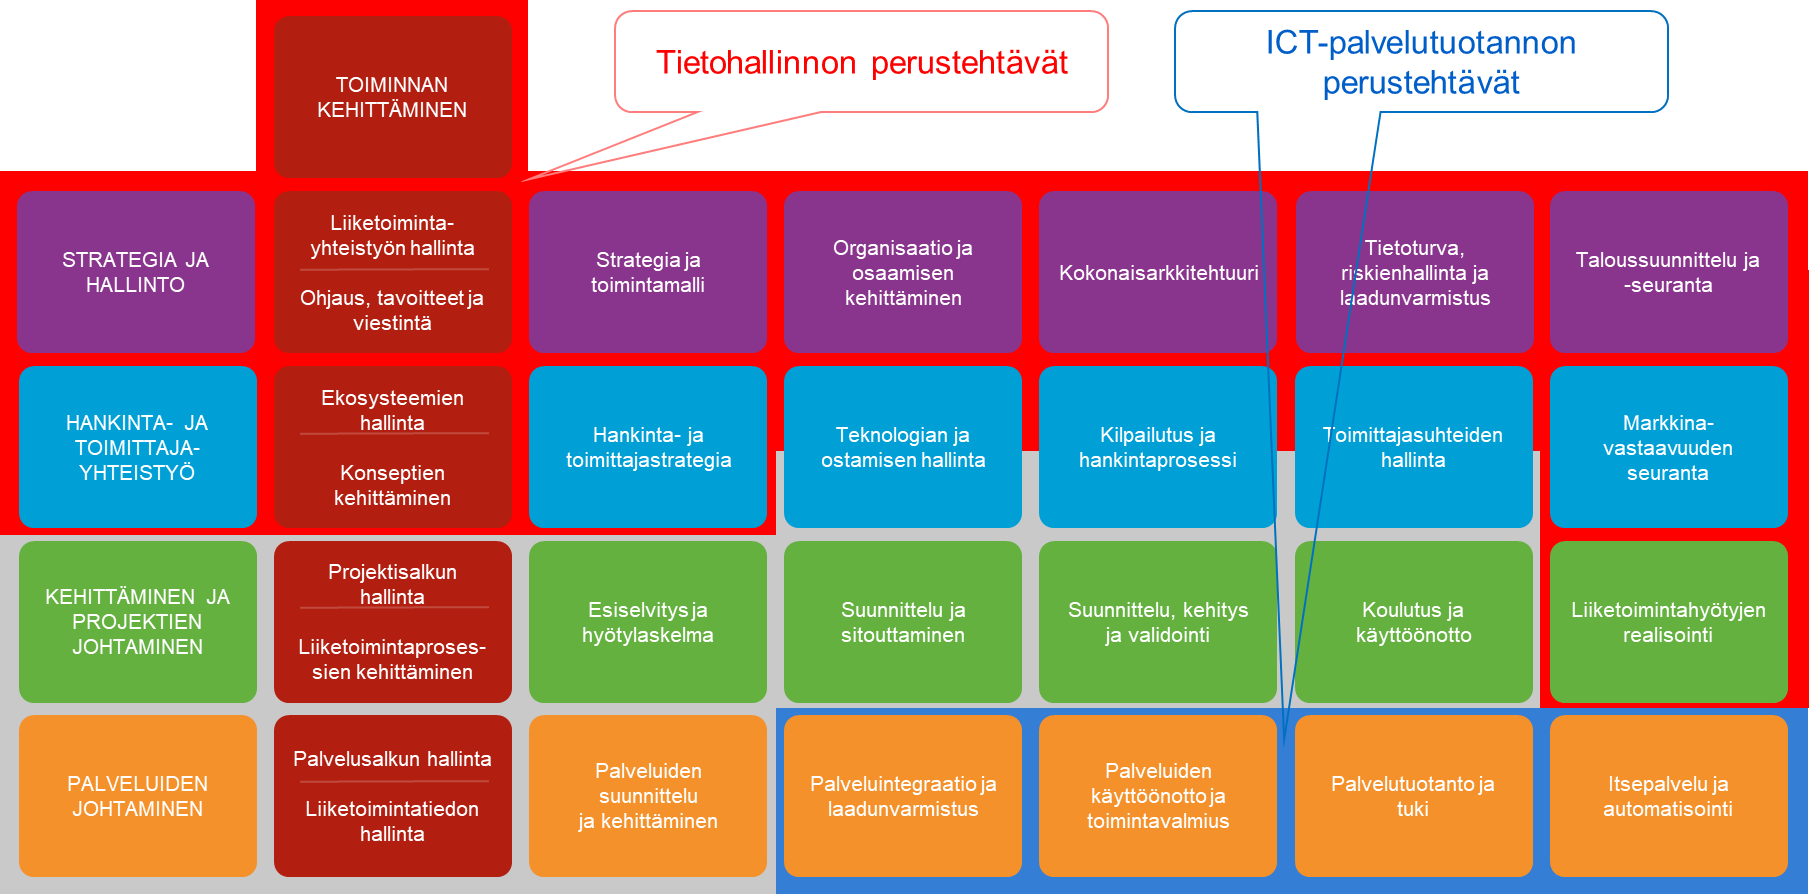 TOIMINNAN
KEHITTÄMINEN
Tietohallinnon perustehtävät
ICT-palvelutuotannon
perustehtävät
STRATEGIA JA
HALLINTO
Liiketoiminta-
yhteistyön hallinta
Ohjaus, tavoitteet ja
viestintä
Strategia ja
toimintamalli
Organisaatio ja
osaamisen
kehittäminen
Kokonaisarkkitehtuuri
Tietoturva,
riskienhallinta ja
laadunvarmistus
Taloussuunnittelu ja
-seuranta
HANKINTA- JA
TOIMITTAJA-
YHTEISTYÖ
Ekosysteemien
hallinta
Konseptien
kehittäminen
Hankinta- ja
toimittajastrategia
Teknologian ja
ostamisen hallinta
Kilpailutus ja
hankintaprosessi
Toimittajasuhteiden
hallinta
Markkina-
vastaavuuden
seuranta
KEHITTÄMINEN JA
PROJEKTIEN
JOHTAMINEN
Projektisalkun
hallinta
Liiketoimintaproses-
sien kehittäminen
Esiselvitys ja
hyötylaskelma
Suunnittelu ja
sitouttaminen
Suunnittelu, kehitys
ja validointi
Koulutus ja
käyttöönotto
Liiketoimintahyötyjen
realisointi
PALVELUIDEN
JOHTAMINEN
Palvelusalkun hallinta
Liiketoimintatiedon
hallinta
Palveluiden
suunnittelu
ja kehittäminen
Palveluintegraatio ja
laadunvarmistus
Palveluiden
käyttöönotto ja
toimintavalmius
Palvelutuotanto ja
tuki
Itsepalvelu ja
automatisointi